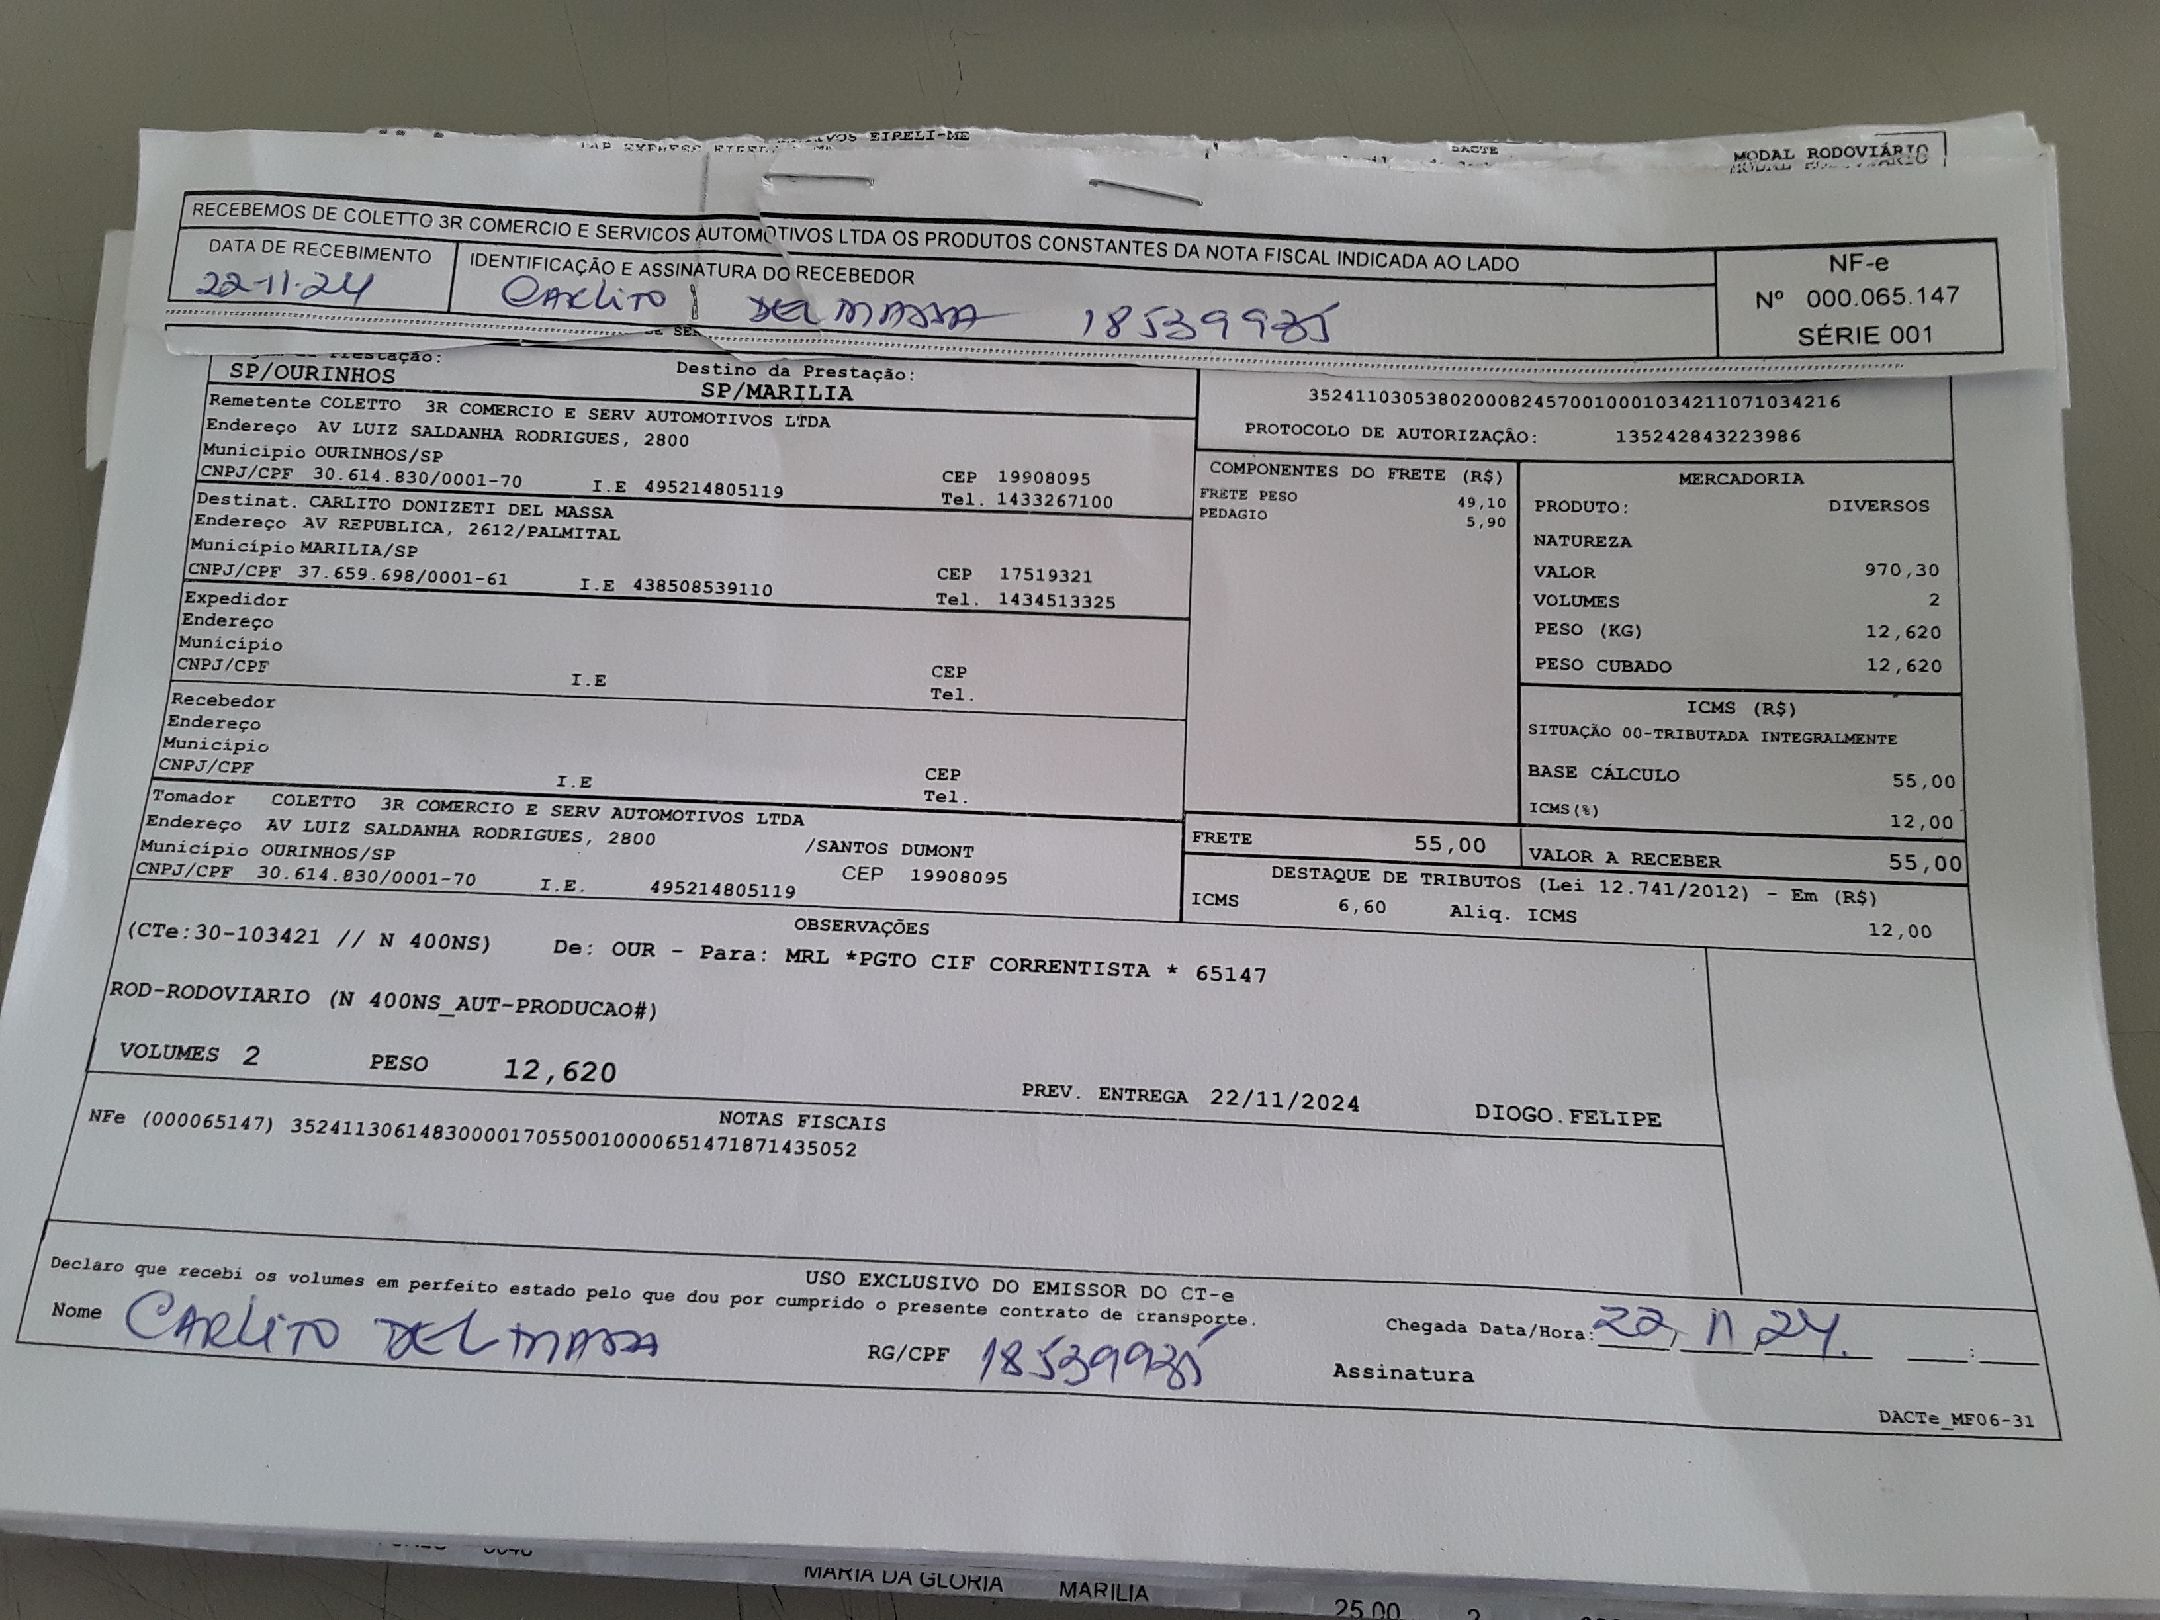 MODAL RODOVIÁRIO
DACTE
RECEBEMOS DE COLETTO 3R COMERCIO E SERVICOS AUTOMOTIVOS LTDA OS PRODUTOS CONSTANTES DA NOTA FISCAL INDICADA AO LADO
DATA DE RECEBIMENTO
22-11-24
IDENTIFICAÇÃO E ASSINATURA DO RECEBEDOR
CARLITO DEL MASSA 18539935
NF-e
Nº 000.065.147
SÉRIE 001
Prestação:
SP/OURINHOS
Destino da Prestação:
SP/MARILIA
Remetente COLETTO 3R COMERCIO E SERV AUTOMOTIVOS LTDA
Endereço AV LUIZ SALDANHA RODRIGUES, 2800
Município OURINHOS/SP CEP 19908095
CNPJ/CPF 30.614.830/0001-70 I.E 495214805119 Tel. 1433267100
Destinat. CARLITO DONIZETI DEL MASSA
Endereço AV REPUBLICA, 2612/PALMITAL
Município MARILIA/SP CEP 17519321
CNPJ/CPF 37.659.698/0001-61 I.E 438508539110 Tel. 1434513325
Expedidor
Endereço
Município CEP
CNPJ/CPF I.E Tel.
Recebedor
Endereço
Município CEP
CNPJ/CPF I.E Tel.
Tomador COLETTO 3R COMERCIO E SERV AUTOMOTIVOS LTDA
Endereço AV LUIZ SALDANHA RODRIGUES, 2800 /SANTOS DUMONT
Município OURINHOS/SP CEP 19908095
CNPJ/CPF 30.614.830/0001-70 I.E. 495214805119
35241103053802000824570010001034211071034216
PROTOCOLO DE AUTORIZAÇÃO: 135242843223986
COMPONENTES DO FRETE (R$)
FRETE PESO 49,10
PEDAGIO 5,90
MERCADORIA
PRODUTO: DIVERSOS
NATUREZA
VALOR 970,30
VOLUMES 2
PESO (KG) 12,620
PESO CUBADO 12,620
ICMS (R$)
SITUAÇÃO 00-TRIBUTADA INTEGRALMENTE
BASE CÁLCULO 55,00
ICMS(%) 12,00
FRETE 55,00 VALOR A RECEBER 55,00
DESTAQUE DE TRIBUTOS (Lei 12.741/2012) - Em (R$)
ICMS 6,60 Aliq. ICMS 12,00
OBSERVAÇÕES
(CTe:30-103421 // N 400NS) De: OUR - Para: MRL *PGTO CIF CORRENTISTA * 65147
ROD-RODOVIARIO (N 400NS_AUT-PRODUCAO#)
VOLUMES 2 PESO 12,620 PREV. ENTREGA 22/11/2024 DIOGO.FELIPE
NOTAS FISCAIS
NFe (000065147) 35241130614830000170550010000651471871435052
USO EXCLUSIVO DO EMISSOR DO CT-e
Declaro que recebi os volumes em perfeito estado pelo que dou por cumprido o presente contrato de transporte.
Nome CARLITO DEL MASSA RG/CPF 18539935 Chegada Data/Hora: 22, 11 24.
Assinatura
DACTe_MF06-31
MARIA DA GLORIA MARILIA
25,00 2